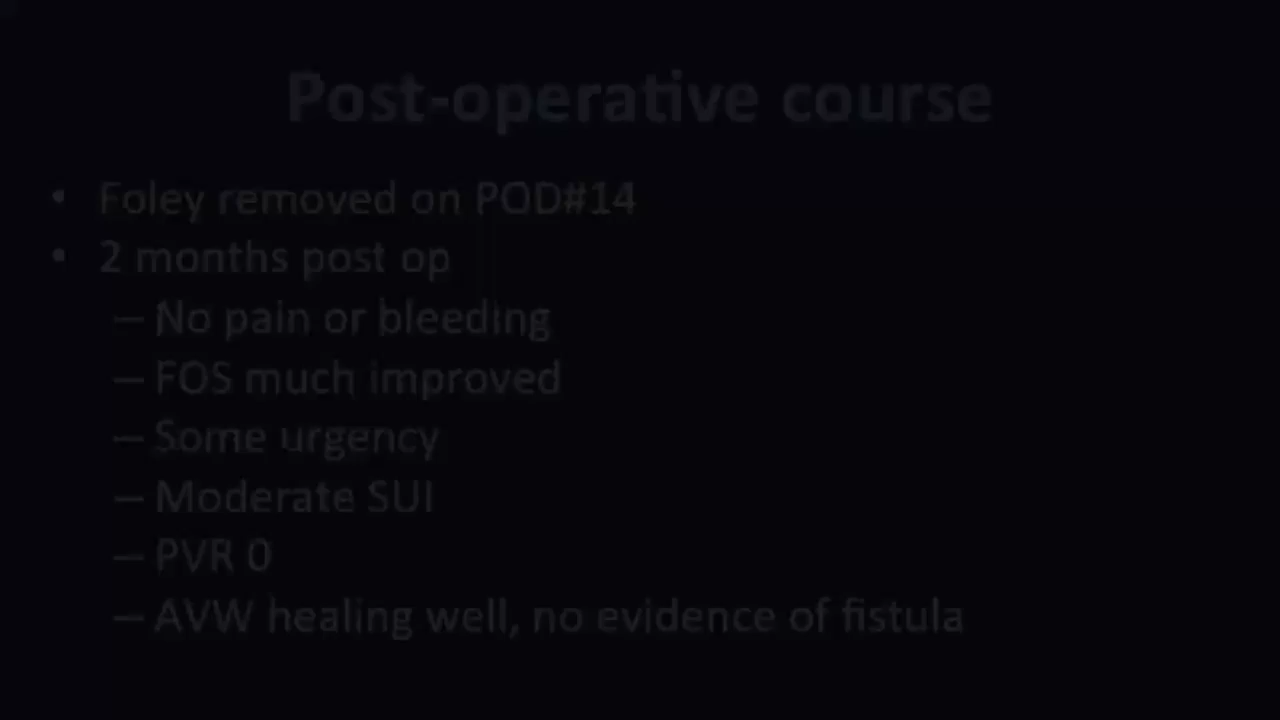 Post-operative course
• Foley removed on POD#14
• 2 months post op
– No pain or bleeding
– FOS much improved
– Some urgency
– Moderate SUI
– PVR 0
– AVW healing well, no evidence of fistula